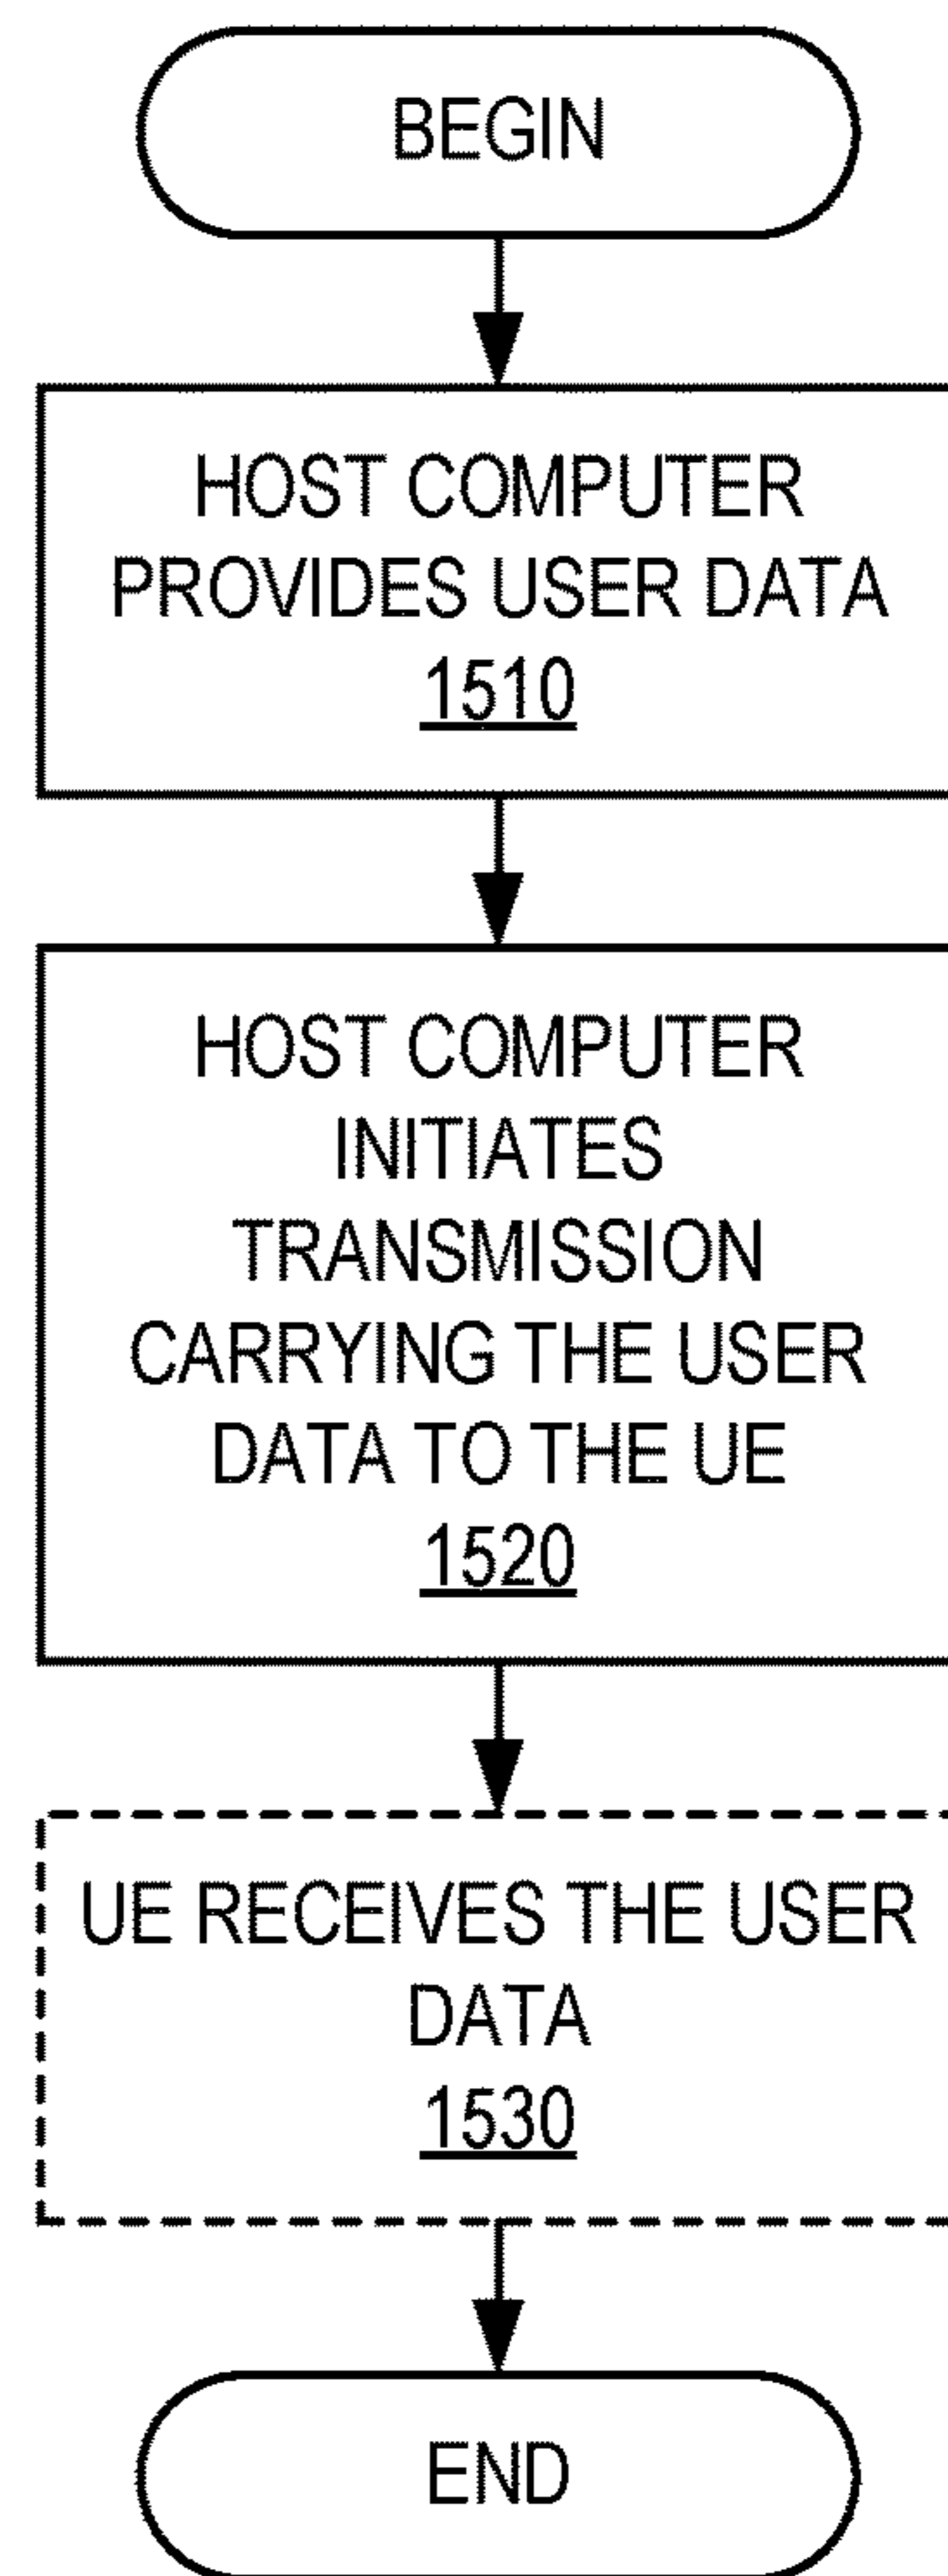 BEGIN
HOST COMPUTER
PROVIDES USER DATA
1510
HOST COMPUTER
INITIATES
TRANSMISSION
CARRYING THE USER
DATA TO THE UE
1520
UE RECEIVES THE USER
DATA
1530
END